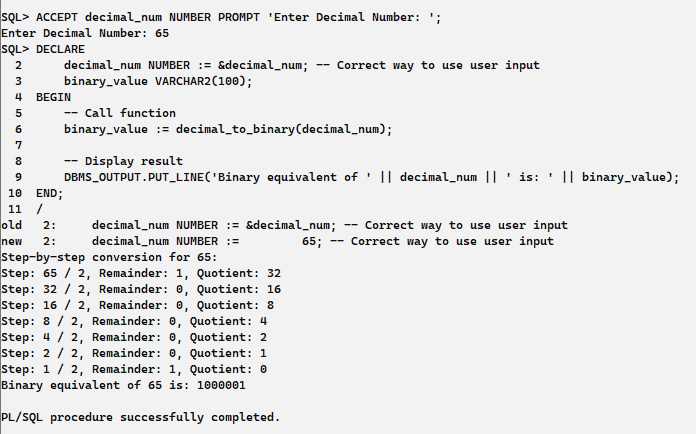 SQL> ACCEPT decimal_num NUMBER PROMPT 'Enter Decimal Number: ';
Enter Decimal Number: 65
SQL> DECLARE
  2      decimal_num NUMBER := &decimal_num; -- Correct way to use user input
  3      binary_value VARCHAR2(100);
  4  BEGIN
  5      -- Call function
  6      binary_value := decimal_to_binary(decimal_num);
  7
  8      -- Display result
  9      DBMS_OUTPUT.PUT_LINE('Binary equivalent of ' || decimal_num || ' is: ' || binary_value);
 10  END;
 11  /
old   2:     decimal_num NUMBER := &decimal_num; -- Correct way to use user input
new   2:     decimal_num NUMBER :=         65; -- Correct way to use user input
Step-by-step conversion for 65:
Step: 65 / 2, Remainder: 1, Quotient: 32
Step: 32 / 2, Remainder: 0, Quotient: 16
Step: 16 / 2, Remainder: 0, Quotient: 8
Step: 8 / 2, Remainder: 0, Quotient: 4
Step: 4 / 2, Remainder: 0, Quotient: 2
Step: 2 / 2, Remainder: 0, Quotient: 1
Step: 1 / 2, Remainder: 1, Quotient: 0
Binary equivalent of 65 is: 1000001

PL/SQL procedure successfully completed.